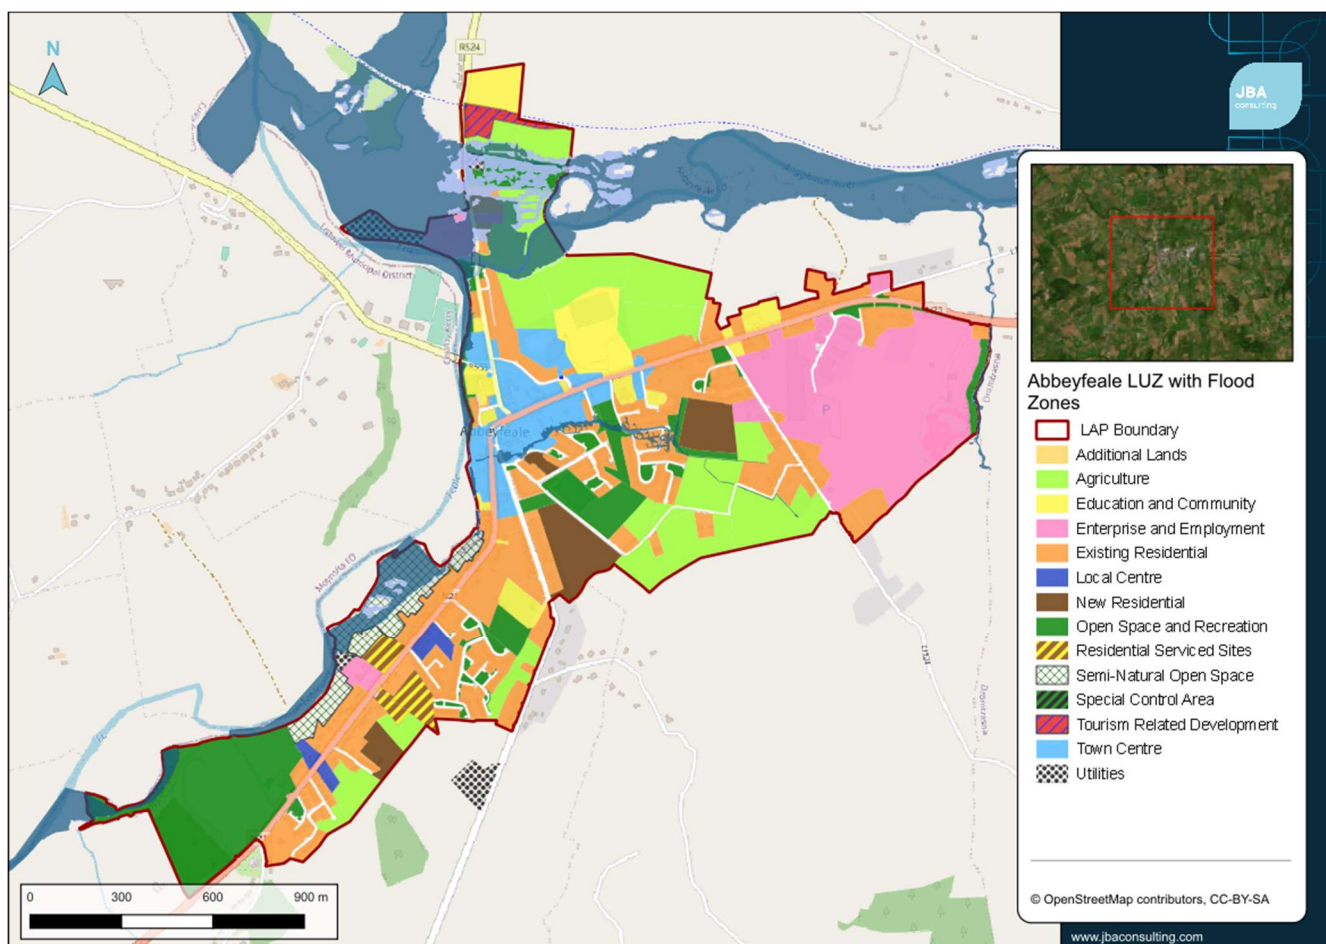 N
R524
JBA
consulting
Abbeyfeale
P
N21
Abbeyfeale LUZ with Flood
Zones
LAP Boundary
Additional Lands
Agriculture
Education and Community
Enterprise and Employment
Existing Residential
Local Centre
New Residential
Open Space and Recreation
Residential Serviced Sites
Semi-Natural Open Space
Special Control Area
Tourism Related Development
Town Centre
Utilities
0 300 600 900 m
© OpenStreetMap contributors, CC-BY-SA
www.jbaconsulting.com